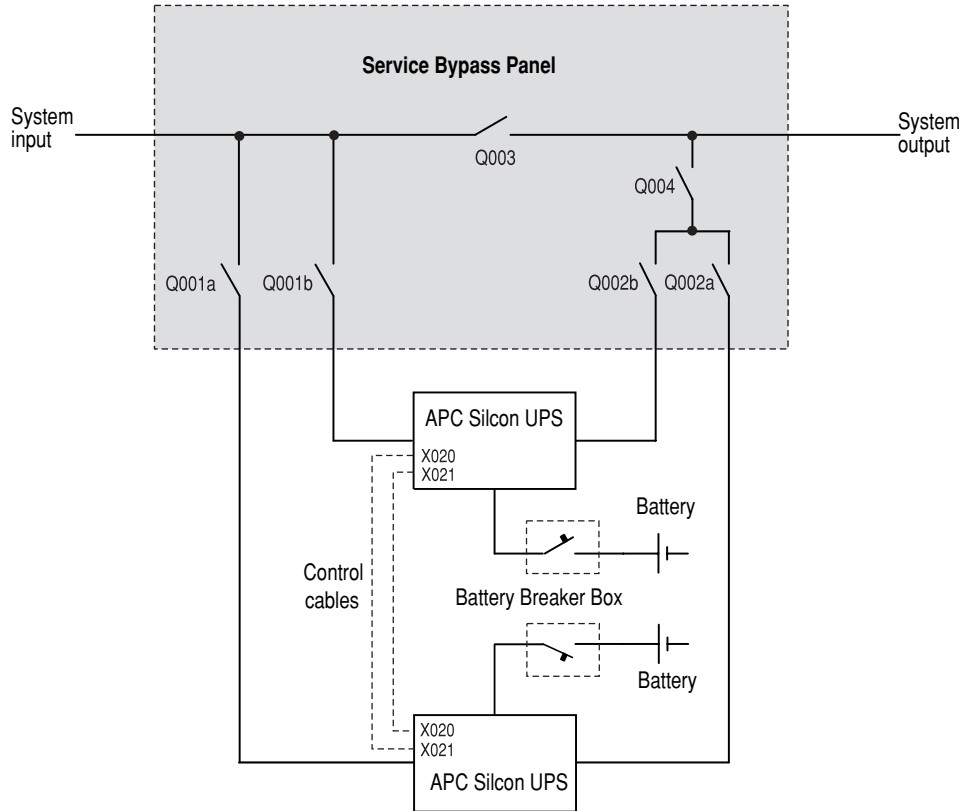 Service Bypass Panel
System
input
System
output
Q003
Q004
Q001a
Q001b
Q002b
Q002a
APC Silcon UPS
X020
X021
Battery
Control
cables
Battery Breaker Box
Battery
X020
X021
APC Silcon UPS